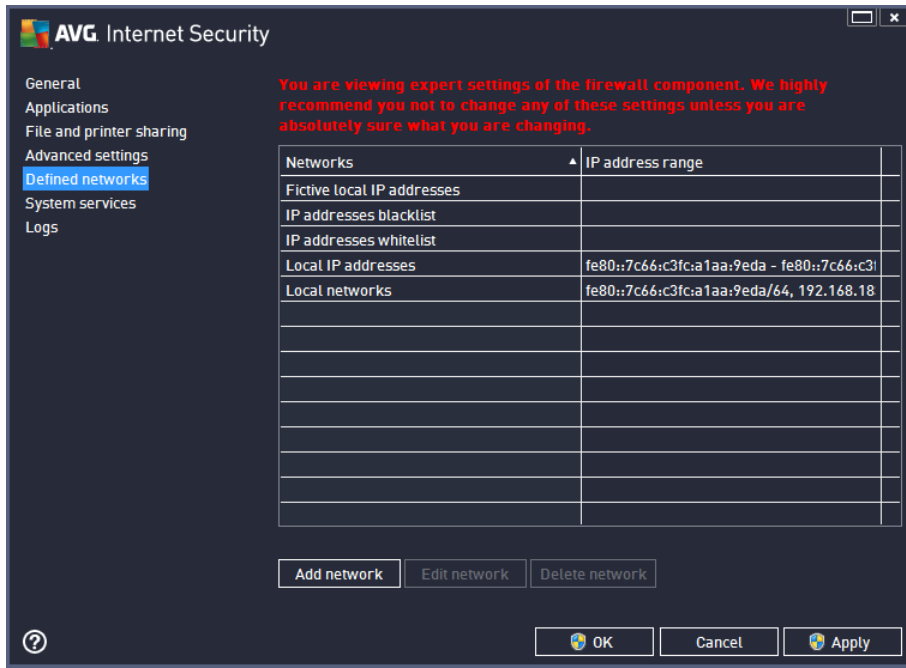 AVG. Internet Security
General
Applications
File and printer sharing
Advanced settings
Defined networks
System services
Logs
You are viewing expert settings of the firewall component. We highly
recommend you not to change any of these settings unless you are
absolutely sure what you are changing.
Networks IP address range
Fictive local IP addresses
IP addresses blacklist
IP addresses whitelist
Local IP addresses fe80::7c66:c3fc:a1aa:9eda - fe80::7c66:c3f
Local networks fe80::7c66:c3fc:a1aa:9eda/64, 192.168.18
Add network Edit network Delete network
OK Cancel Apply